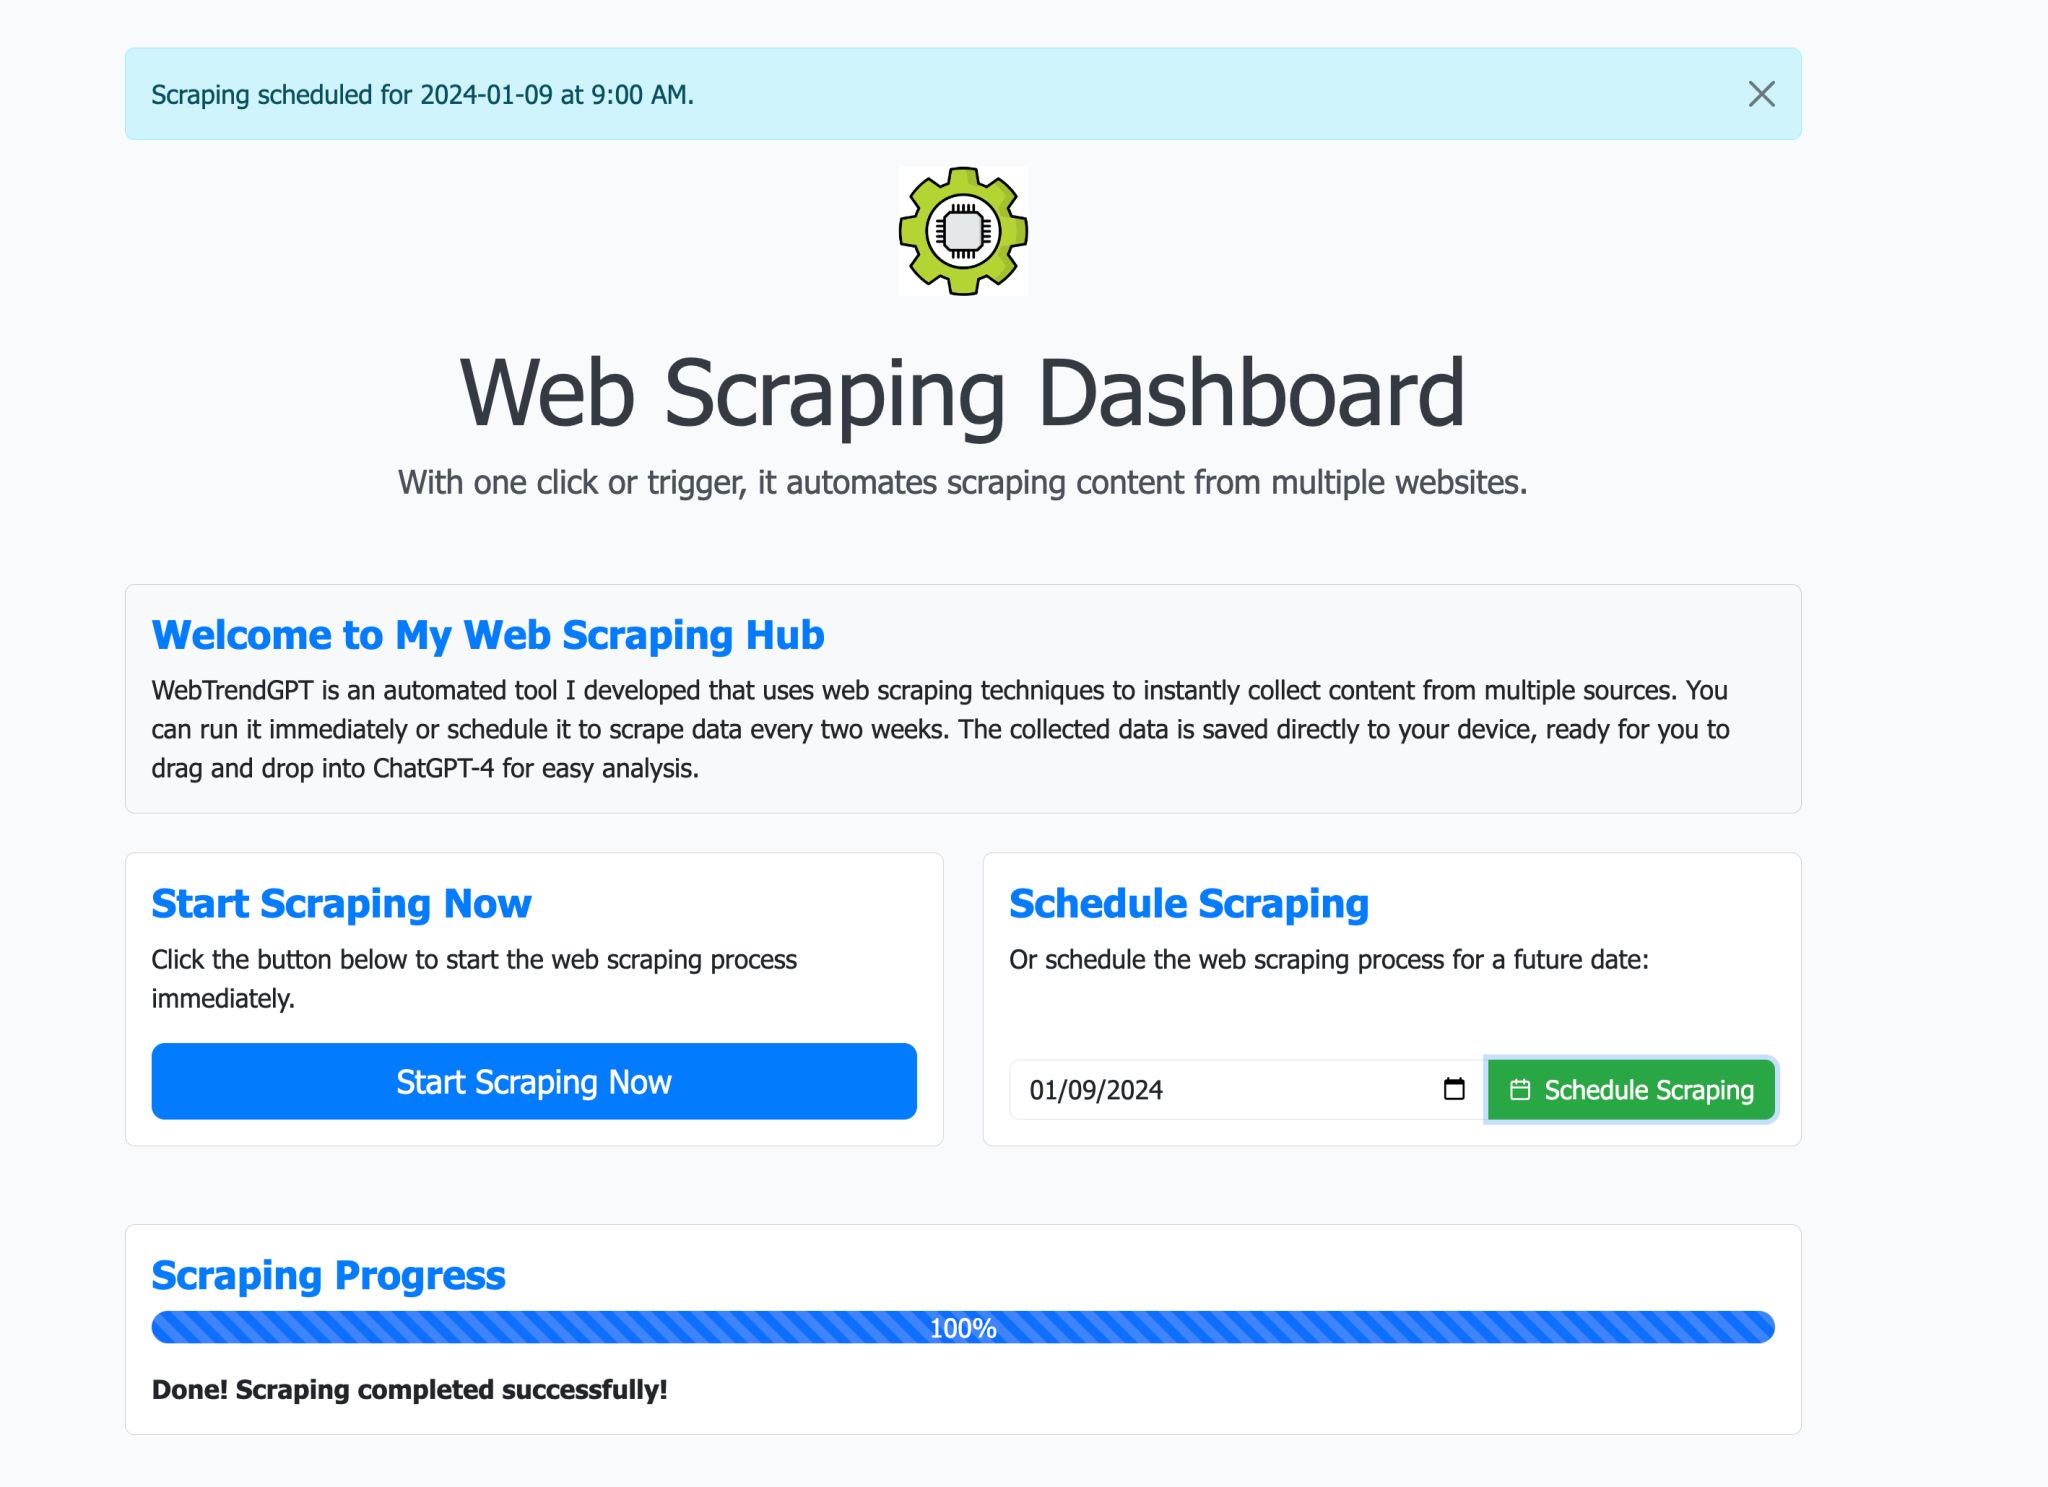 Scraping scheduled for 2024-01-09 at 9:00 AM.
Web Scraping Dashboard
With one click or trigger, it automates scraping content from multiple websites.
Welcome to My Web Scraping Hub
WebTrendGPT is an automated tool I developed that uses web scraping techniques to instantly collect content from multiple sources. You
can run it immediately or schedule it to scrape data every two weeks. The collected data is saved directly to your device, ready for you to
drag and drop into ChatGPT-4 for easy analysis.
Start Scraping Now
Click the button below to start the web scraping process
immediately.
Start Scraping Now
Schedule Scraping
Or schedule the web scraping process for a future date:
01/09/2024
Schedule Scraping
Scraping Progress
100%
Done! Scraping completed successfully!